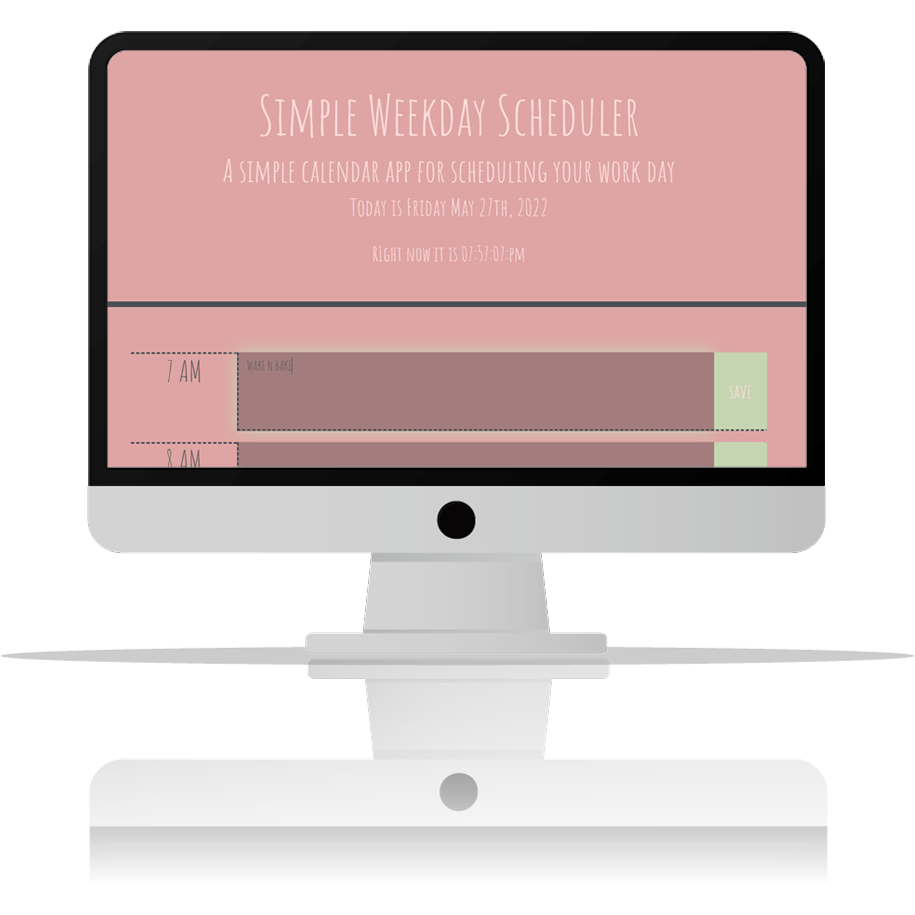 Simple Weekday Scheduler
A simple calendar app for scheduling your work day
Today is Friday May 27th, 2022
Right now it is 07:57:07:pm
7 AM
wake n bake
save
8 AM